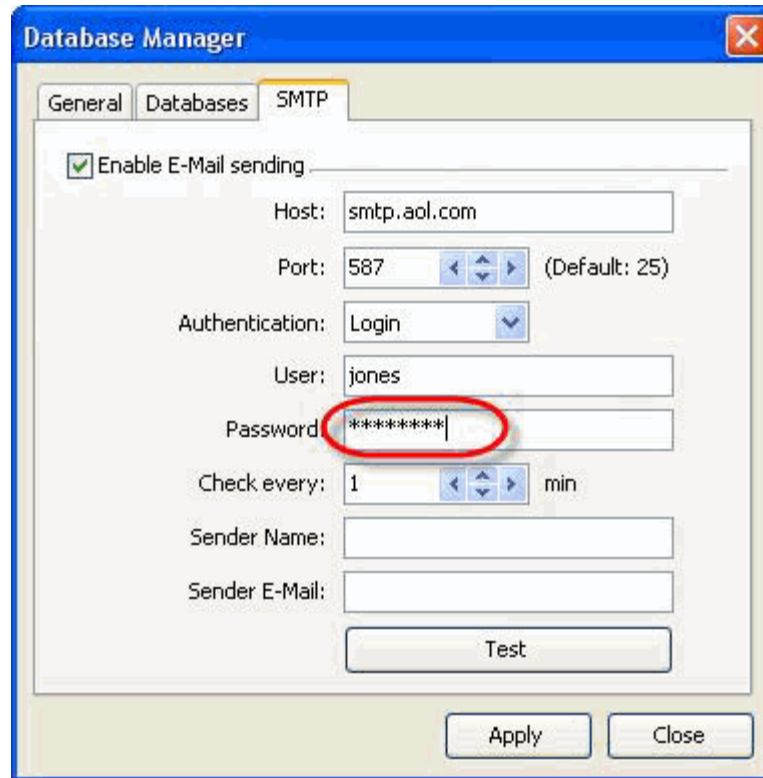 Database Manager
General Databases SMTP
Enable E-Mail sending
Host: smtp.aol.com
Port: 587 (Default: 25)
Authentication: Login
User: jones
Password: ********
Check every: 1 min
Sender Name:
Sender E-Mail:
Test
Apply Close